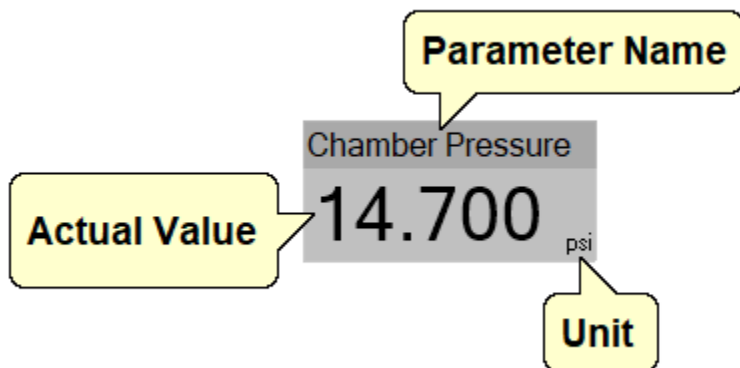 Parameter Name
Chamber Pressure
Actual Value
14.700
psi
Unit